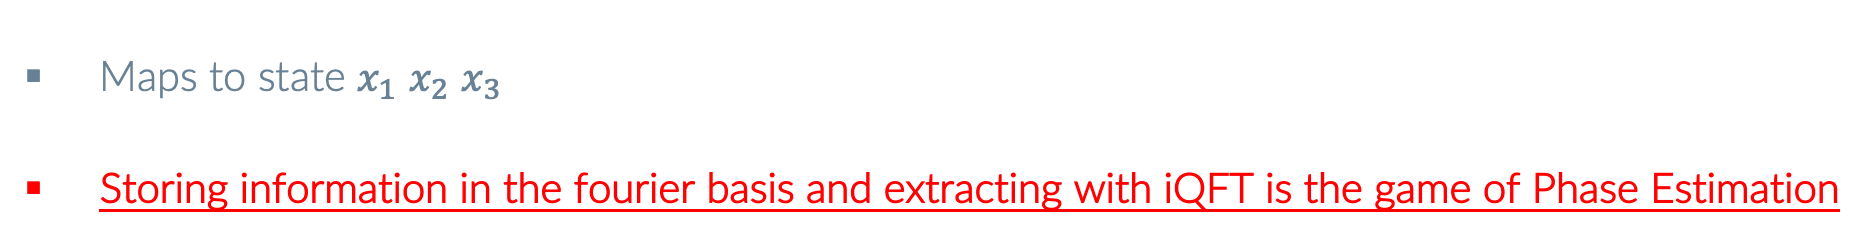 ▪ Maps to state x₁ x₂ x₃
▪ Storing information in the fourier basis and extracting with iQFT is the game of Phase Estimation